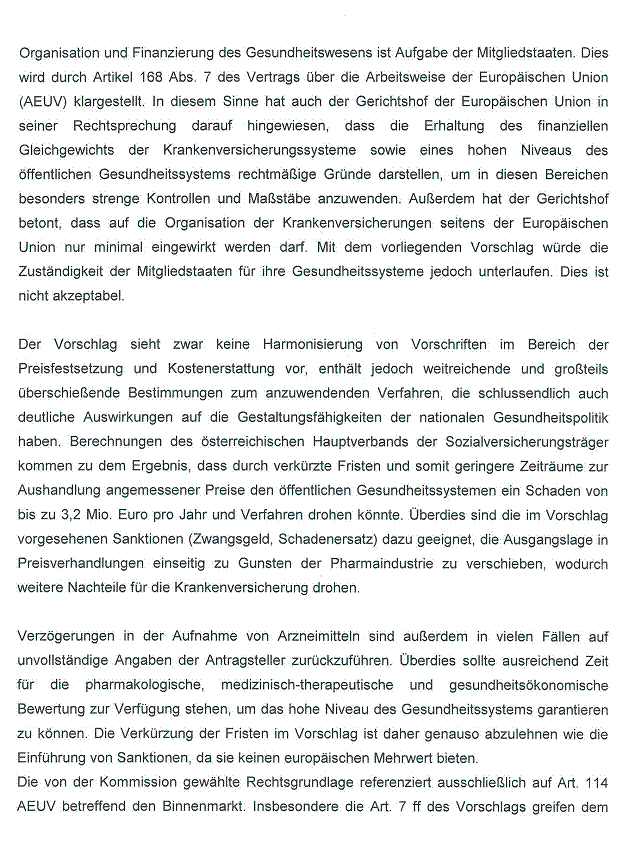 Organisation und Finanzierung des Gesundheitswesens ist Aufgabe der Mitgliedstaaten. Dies
wird durch Artikel 168 Abs. 7 des Vertrags über die Arbeitsweise der Europäischen Union
(AEUV) klargestellt. In diesem Sinne hat auch der Gerichtshof der Europäischen Union in
seiner Rechtsprechung darauf hingewiesen, dass die Erhaltung des finanziellen
Gleichgewichts der Krankenversicherungssysteme sowie eines hohen Niveaus des
öffentlichen Gesundheitssystems rechtmäßige Gründe darstellen, um in diesen Bereichen
besonders strenge Kontrollen und Maßstäbe anzuwenden. Außerdem hat der Gerichtshof
betont, dass auf die Organisation der Krankenversicherungen seitens der Europäischen
Union nur minimal eingewirkt werden darf. Mit dem vorliegenden Vorschlag würde die
Zuständigkeit der Mitgliedstaaten für ihre Gesundheitssysteme jedoch unterlaufen. Dies ist
nicht akzeptabel.
Der Vorschlag sieht zwar keine Harmonisierung von Vorschriften im Bereich der
Preisfestsetzung und Kostenerstattung vor, enthält jedoch weitreichende und großteils
überschießende Bestimmungen zum anzuwendenden Verfahren, die schlussendlich auch
deutliche Auswirkungen auf die Gestaltungsfähigkeiten der nationalen Gesundheitspolitik
haben. Berechnungen des österreichischen Hauptverbands der Sozialversicherungsträger
kommen zu dem Ergebnis, dass durch verkürzte Fristen und somit geringere Zeiträume zur
Aushandlung angemessener Preise den öffentlichen Gesundheitssystemen ein Schaden von
bis zu 3,2 Mio. Euro pro Jahr und Verfahren drohen könnte. Überdies sind die im Vorschlag
vorgesehenen Sanktionen (Zwangsgeld, Schadenersatz) dazu geeignet, die Ausgangslage in
Preisverhandlungen einseitig zu Gunsten der Pharmaindustrie zu verschieben, wodurch
weitere Nachteile für die Krankenversicherung drohen.
Verzögerungen in der Aufnahme von Arzneimitteln sind außerdem in vielen Fällen auf
unvollständige Angaben der Antragsteller zurückzuführen. Überdies sollte ausreichend Zeit
für die pharmakologische, medizinisch-therapeutische und gesundheitsökonomische
Bewertung zur Verfügung stehen, um das hohe Niveau des Gesundheitssystems garantieren
zu können. Die Verkürzung der Fristen im Vorschlag ist daher genauso abzulehnen wie die
Einführung von Sanktionen, da sie keinen europäischen Mehrwert bieten.
Die von der Kommission gewählte Rechtsgrundlage referenziert ausschließlich auf Art. 114
AEUV betreffend den Binnenmarkt. Insbesondere die Art. 7 ff des Vorschlags greifen dem